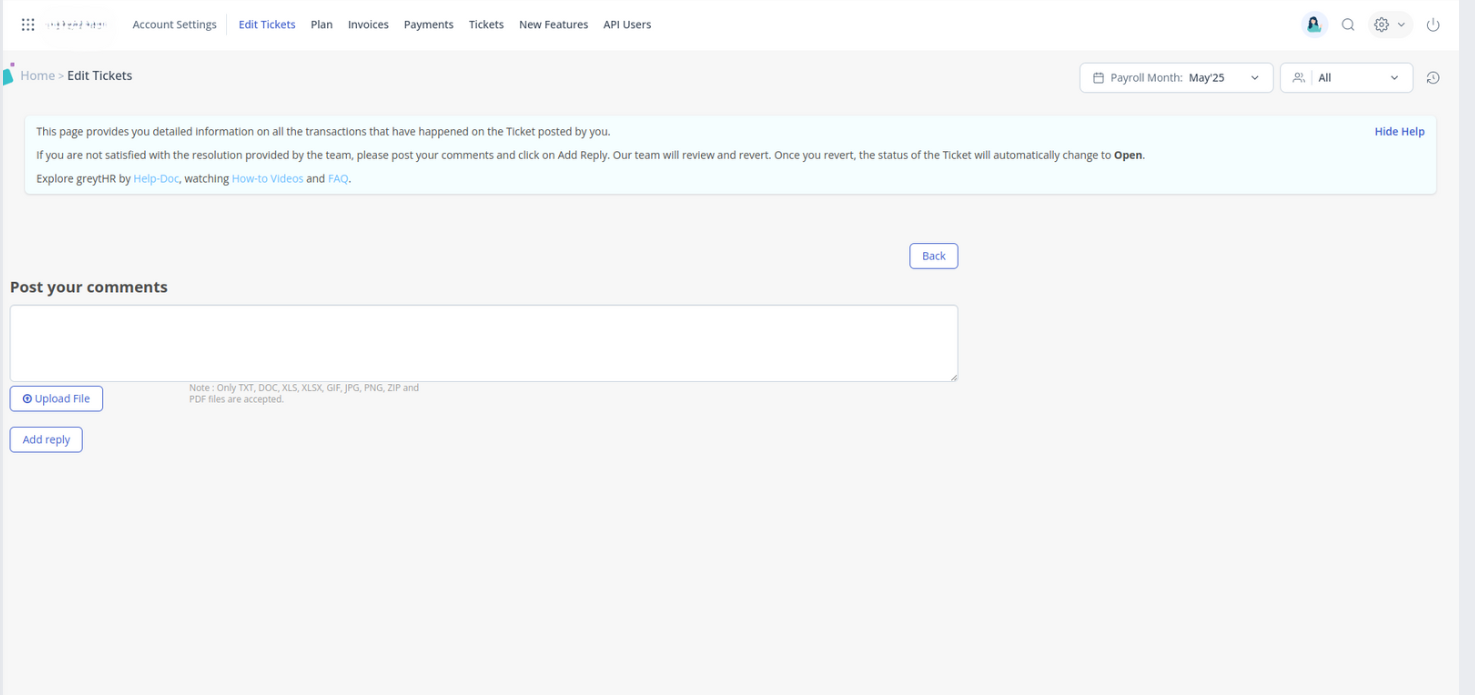 Account Settings Edit Tickets Plan Invoices Payments Tickets New Features API Users
Home > Edit Tickets
Payroll Month: May'25
All
This page provides you detailed information on all the transactions that have happened on the Ticket posted by you.
Hide Help
If you are not satisfied with the resolution provided by the team, please post your comments and click on Add Reply. Our team will review and revert. Once you revert, the status of the Ticket will automatically change to Open.
Explore greytHR by Help-Doc, watching How-to Videos and FAQ.
Back
Post your comments
Upload File
Note : Only TXT, DOC, XLS, XLSX, GIF, JPG, PNG, ZIP and
PDF files are accepted.
Add reply